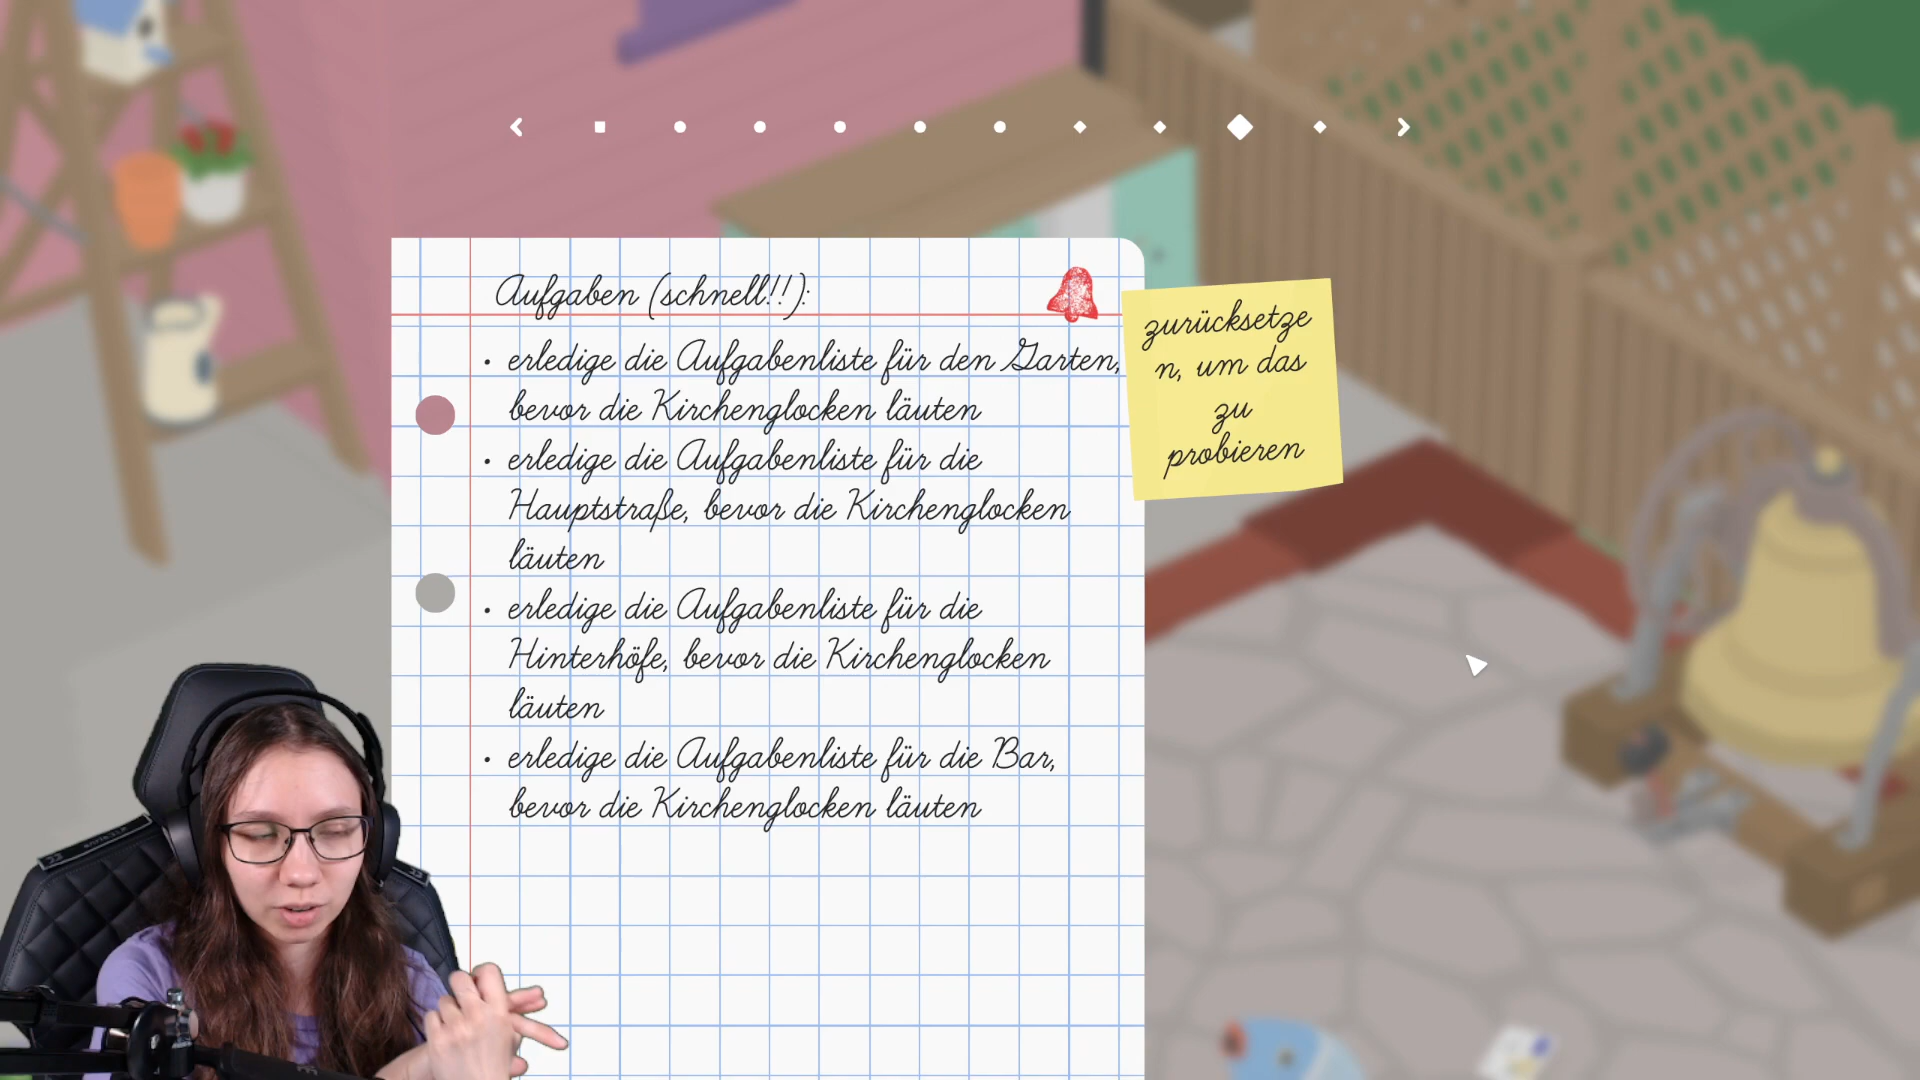 Aufgaben (schnell!!):
• erledige die Aufgabenliste für den Garten,
bevor die Kirchenglocken läuten
• erledige die Aufgabenliste für die
Hauptstraße, bevor die Kirchenglocken
läuten
• erledige die Aufgabenliste für die
Hinterhöfe, bevor die Kirchenglocken
läuten
• erledige die Aufgabenliste für die Bar,
bevor die Kirchenglocken läuten
zurücksetze
n, um das
zu
probieren